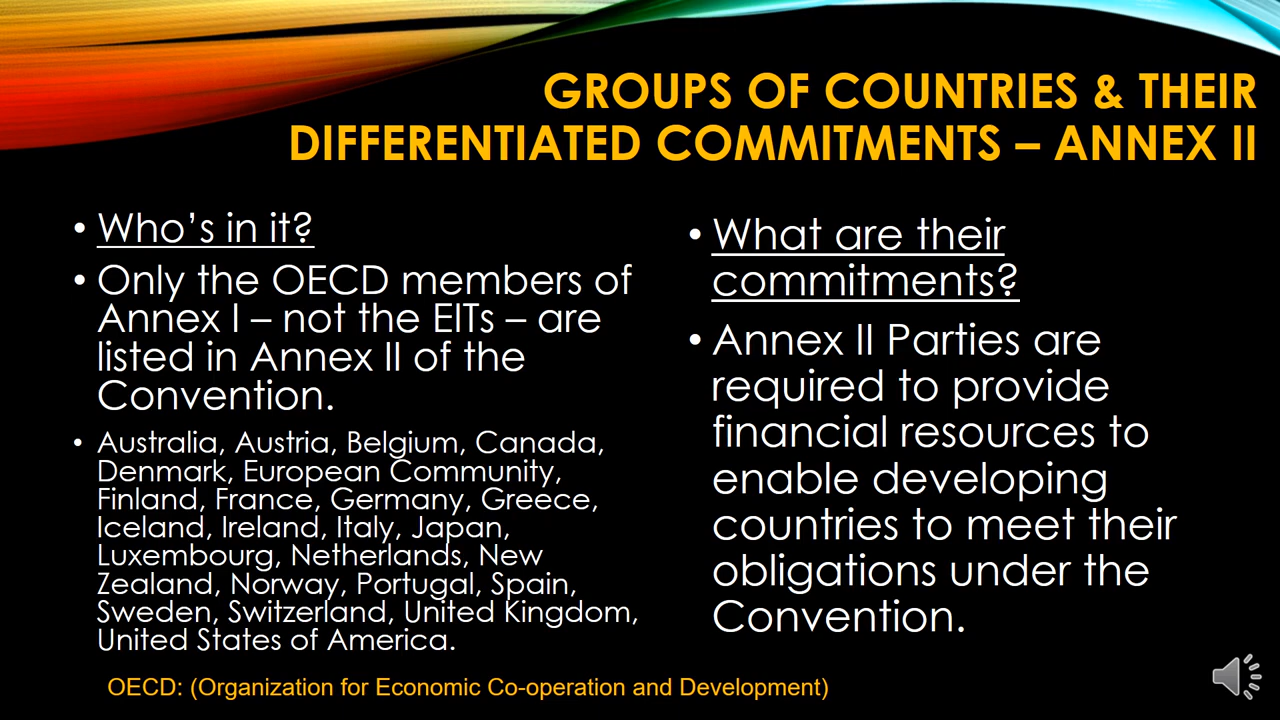 GROUPS OF COUNTRIES & THEIR
DIFFERENTIATED COMMITMENTS – ANNEX II
• Who’s in it?
• Only the OECD members of
Annex I – not the EITs – are
listed in Annex II of the
Convention.
• Australia, Austria, Belgium, Canada,
Denmark, European Community,
Finland, France, Germany, Greece,
Iceland, Ireland, Italy, Japan,
Luxembourg, Netherlands, New
Zealand, Norway, Portugal, Spain,
Sweden, Switzerland, United Kingdom,
United States of America.
• What are their
commitments?
• Annex II Parties are
required to provide
financial resources to
enable developing
countries to meet their
obligations under the
Convention.
OECD: (Organization for Economic Co-operation and Development)